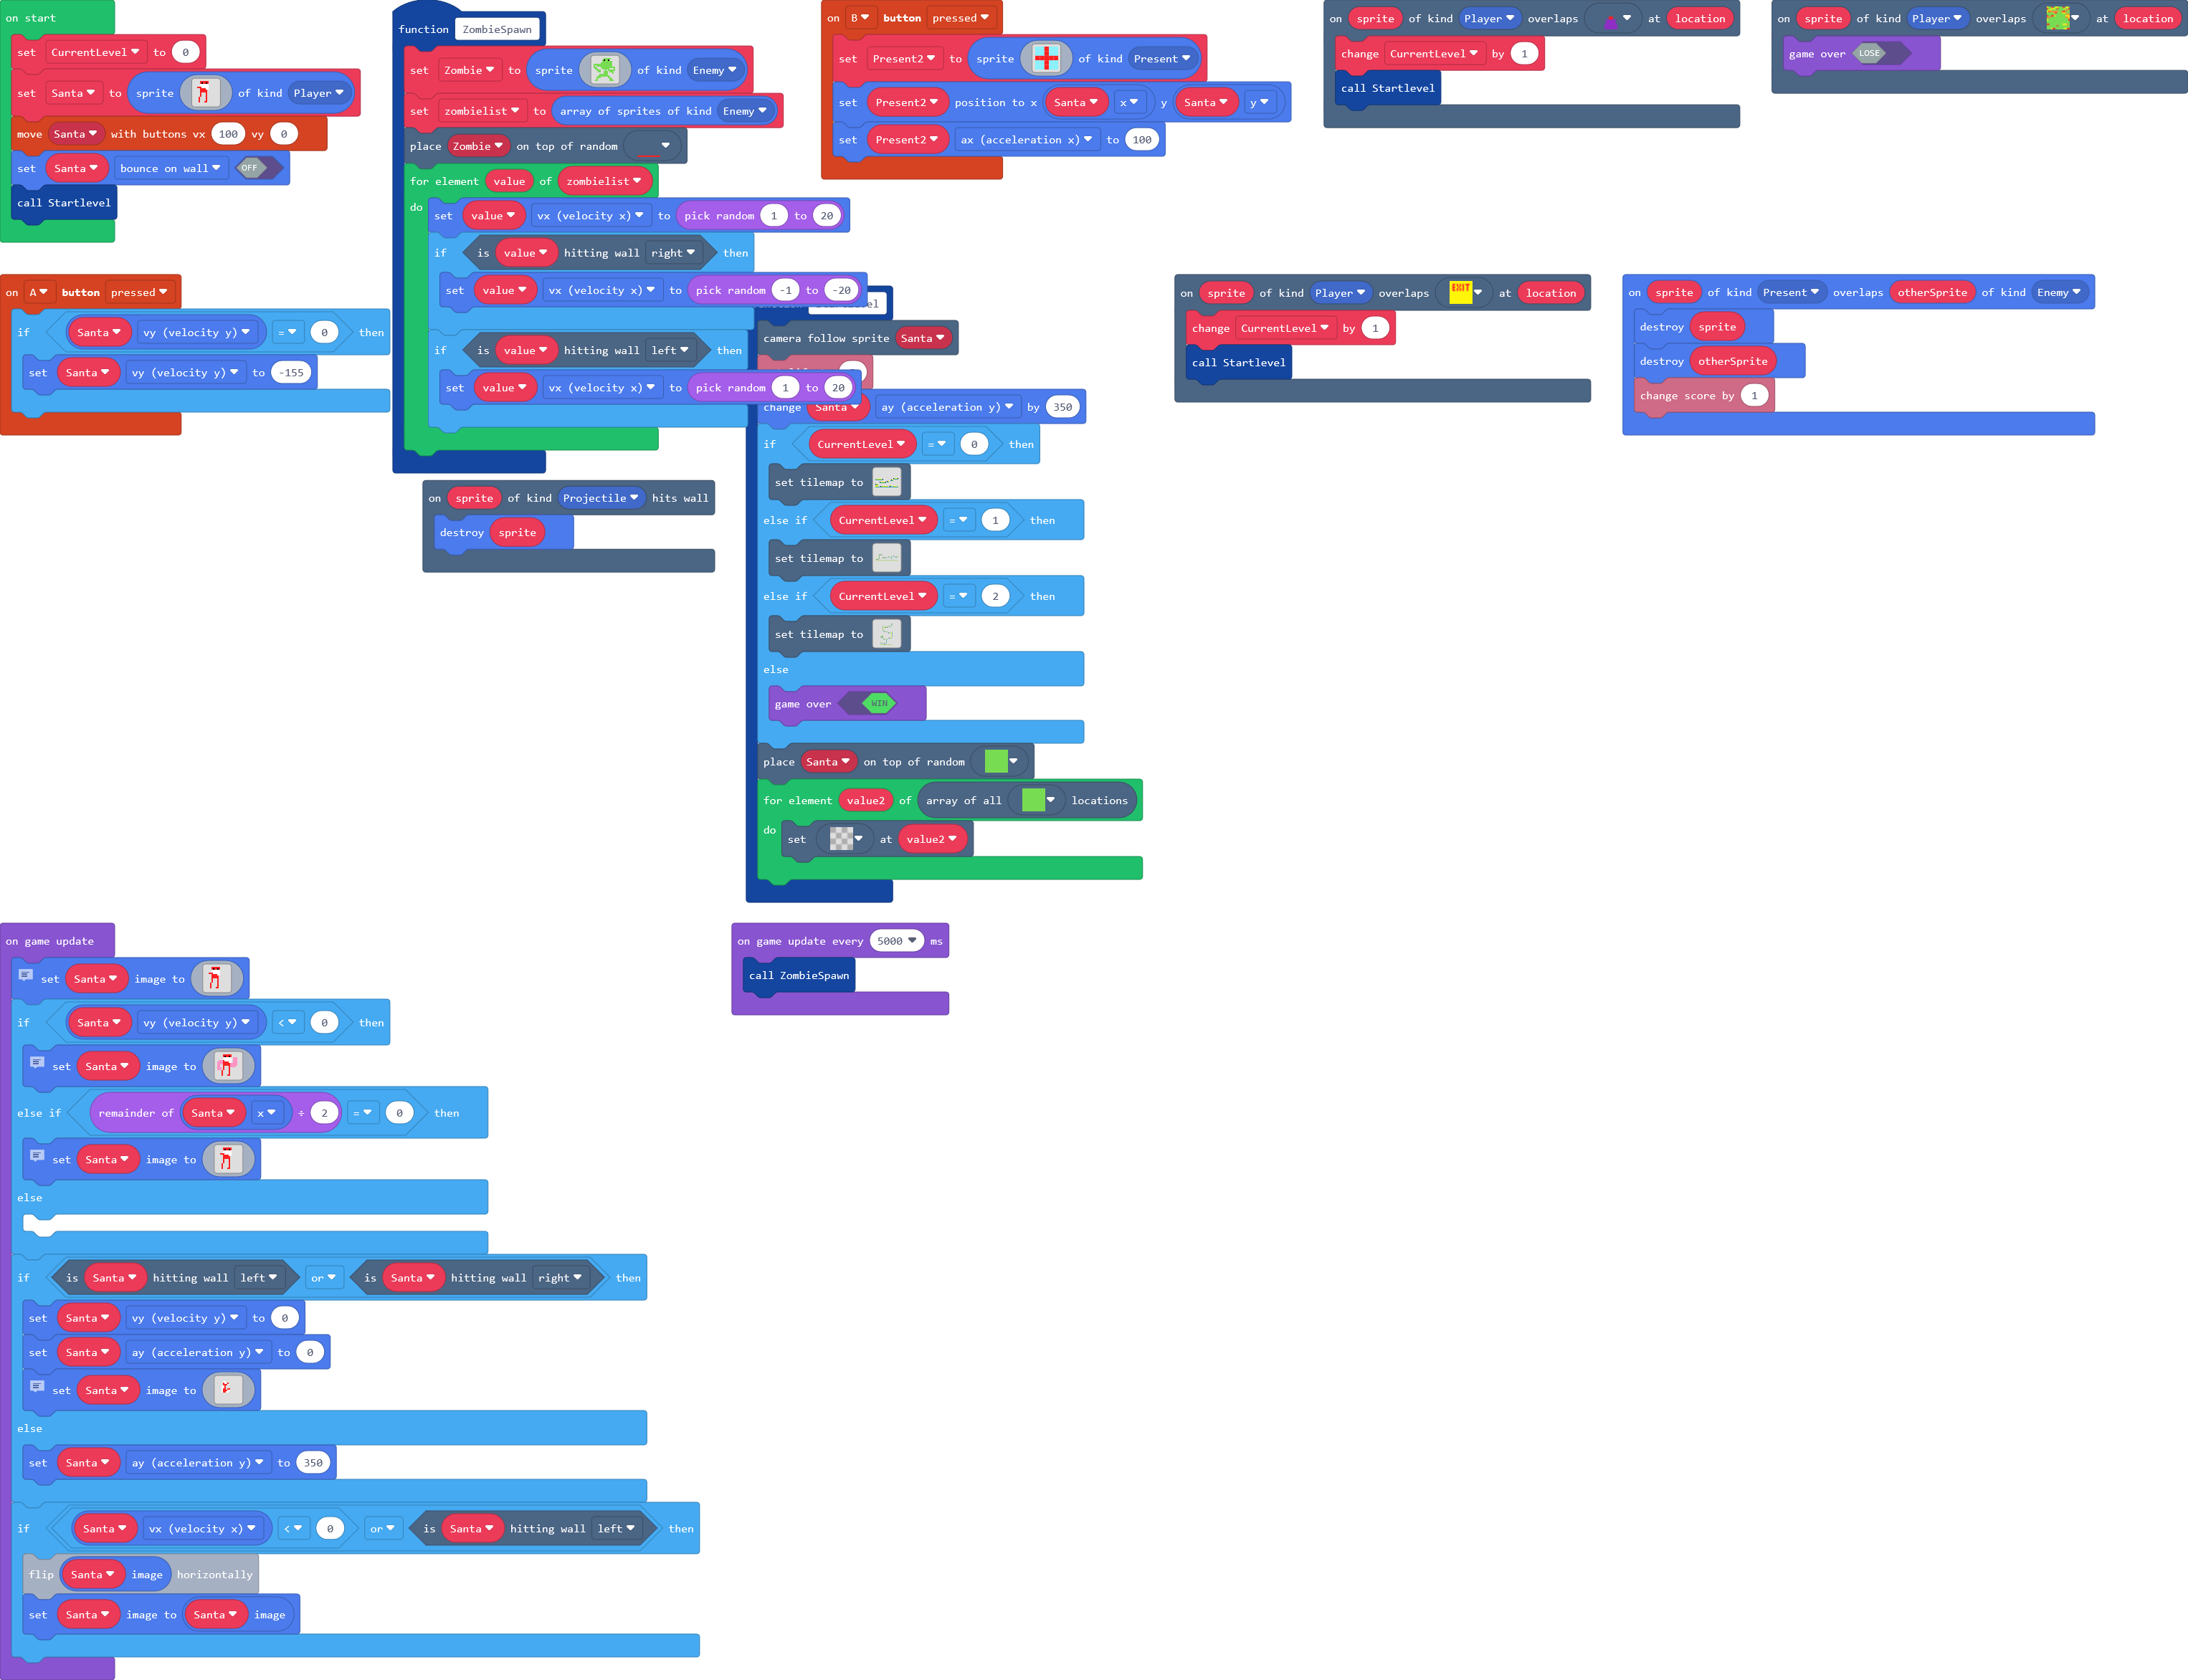 on start
set CurrentLevel to 0
set Santa to sprite of kind Player
move Santa with buttons vx 100 vy 0
set Santa bounce on wall OFF
call Startlevel
on A button pressed
if Santa vy (velocity y) = 0 then
set Santa vy (velocity y) to -155
function ZombieSpawn
set Zombie to sprite of kind Enemy
set zombielist to array of sprites of kind Enemy
place Zombie on top of random
for element value of zombielist
do
set value vx (velocity x) to pick random 1 to 20
if is value hitting wall right then
set value vx (velocity x) to pick random -1 to -20
if is value hitting wall left then
set value vx (velocity x) to pick random 1 to 20
on sprite of kind Projectile hits wall
destroy sprite
on B button pressed
set Present2 to sprite of kind Present
set Present2 position to x Santa x y Santa y
set Present2 ax (acceleration x) to 100
camera follow sprite Santa
change Santa ay (acceleration y) by 350
if CurrentLevel = 0 then
set tilemap to
else if CurrentLevel = 1 then
set tilemap to
else if CurrentLevel = 2 then
set tilemap to
else
game over WIN
place Santa on top of random
for element value2 of array of all locations
do
set at value2
on sprite of kind Player overlaps at location
change CurrentLevel by 1
call Startlevel
on sprite of kind Player overlaps at location
game over LOSE
on sprite of kind Player overlaps EXIT at location
change CurrentLevel by 1
call Startlevel
on sprite of kind Present overlaps otherSprite of kind Enemy
destroy sprite
destroy otherSprite
change score by 1
on game update
set Santa image to
if Santa vy (velocity y) < 0 then
set Santa image to
else if remainder of Santa x ÷ 2 = 0 then
set Santa image to
else
if is Santa hitting wall left or is Santa hitting wall right then
set Santa vy (velocity y) to 0
set Santa ay (acceleration y) to 0
set Santa image to
else
set Santa ay (acceleration y) to 350
if Santa vx (velocity x) < 0 or is Santa hitting wall left then
flip Santa image horizontally
set Santa image to Santa image
on game update every 5000 ms
call ZombieSpawn